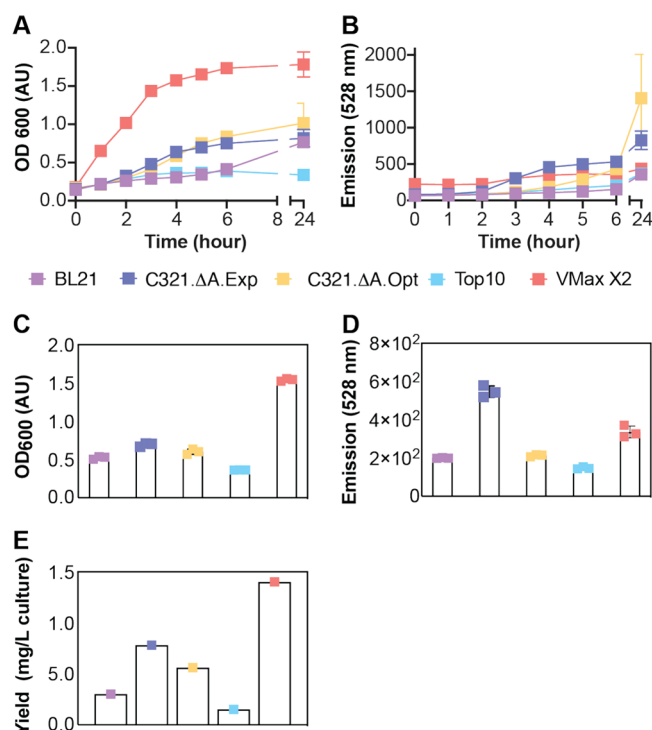 A
OD 600 (AU)
2.0
1.5
1.0
0.5
0.0
0 2 4 6 8 24
Time (hour)
B
Emission (528 nm)
2000
1500
1000
500
0
0 1 2 3 4 5 6 24
Time (hour)
BL21 C321.ΔA.Exp C321.ΔA.Opt Top10 VMax X2
C
OD600 (AU)
2.0
1.5
1.0
0.5
0.0
D
Emission (528 nm)
8×10²
6×10²
4×10²
2×10²
0
E
Yield (mg/L culture)
1.5
1.0
5.0
0.0